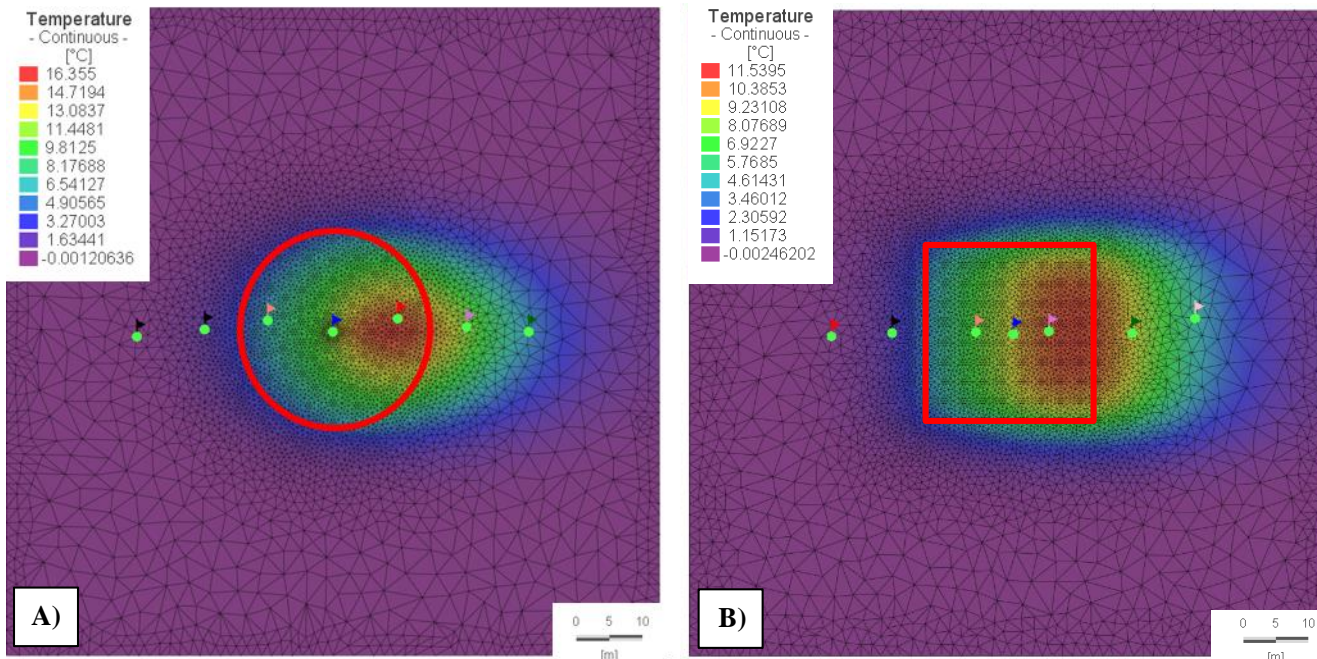 Temperature
- Continuous -
[°C]
16.355
14.7194
13.0837
11.4481
9.8125
8.17688
6.54127
4.90565
3.27003
1.63441
-0.00120636
A)
0 5 10
[m]
Temperature
- Continuous -
[°C]
11.5395
10.3853
9.23108
8.07689
6.9227
5.7685
4.61431
3.46012
2.30592
1.15173
-0.00246202
B)
0 5 10
[m]